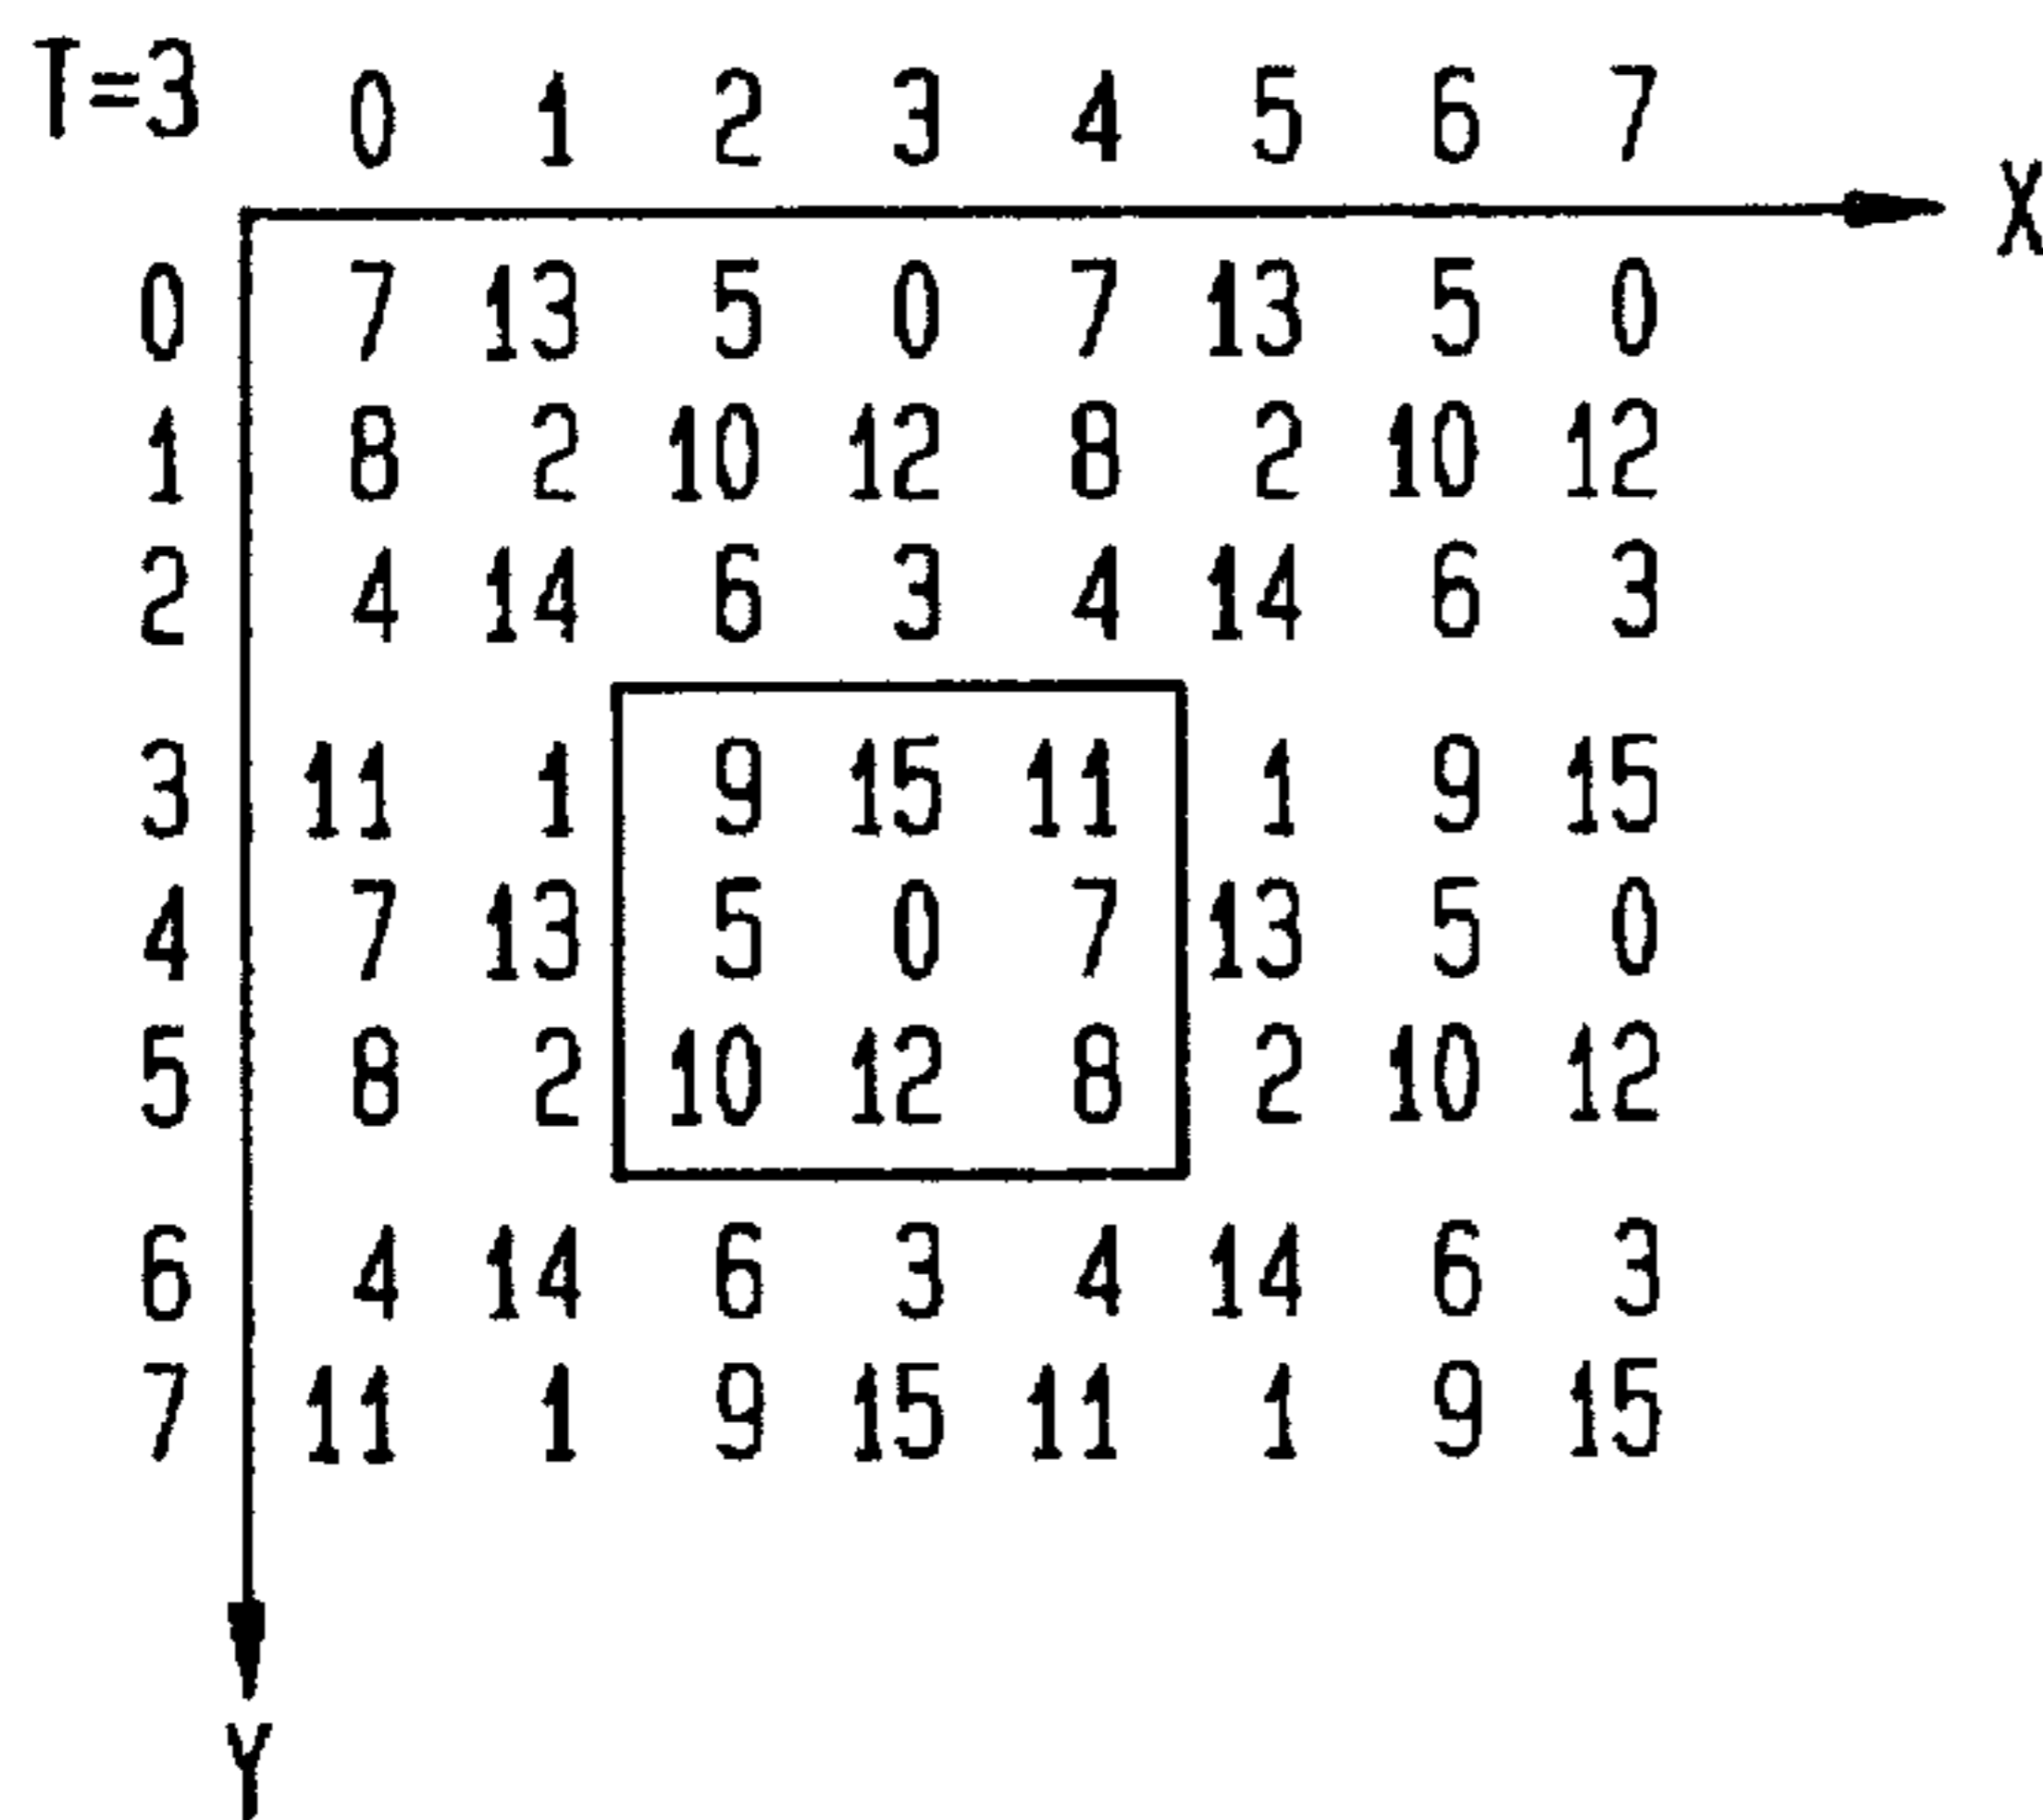 T=3 0 1 2 3 4 5 6 7
X
0 7 13 5 0 7 13 5 0
1 8 2 10 12 8 2 10 12
2 4 14 6 3 4 14 6 3
3 11 1 9 15 11 1 9 15
4 7 13 5 0 7 13 5 0
5 8 2 10 12 8 2 10 12
6 4 14 6 3 4 14 6 3
7 11 1 9 15 11 1 9 15
Y